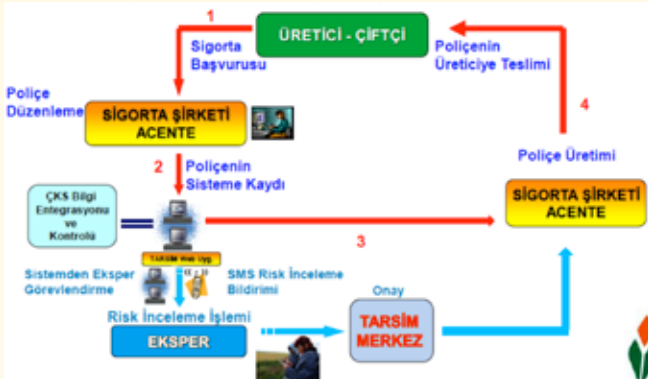 1
ÜRETİCİ - ÇİFTÇİ
Sigorta
Başvurusu
Poliçenin
Üreticiye Teslimi
4
Poliçe
Düzenleme
SİGORTA ŞİRKETİ
ACENTE
2
Poliçenin
Sisteme Kaydı
Poliçe Üretimi
SİGORTA ŞİRKETİ
ACENTE
ÇKS Bilgi
Entegrasyonu
ve
Kontrolü
3
TARSİM Web Uyg.
Sistemden Eksper
Görevlendirme
SMS Risk İnceleme
Bildirimi
Onay
Risk İnceleme İşlemi
EKSPER
TARSİM
MERKEZ